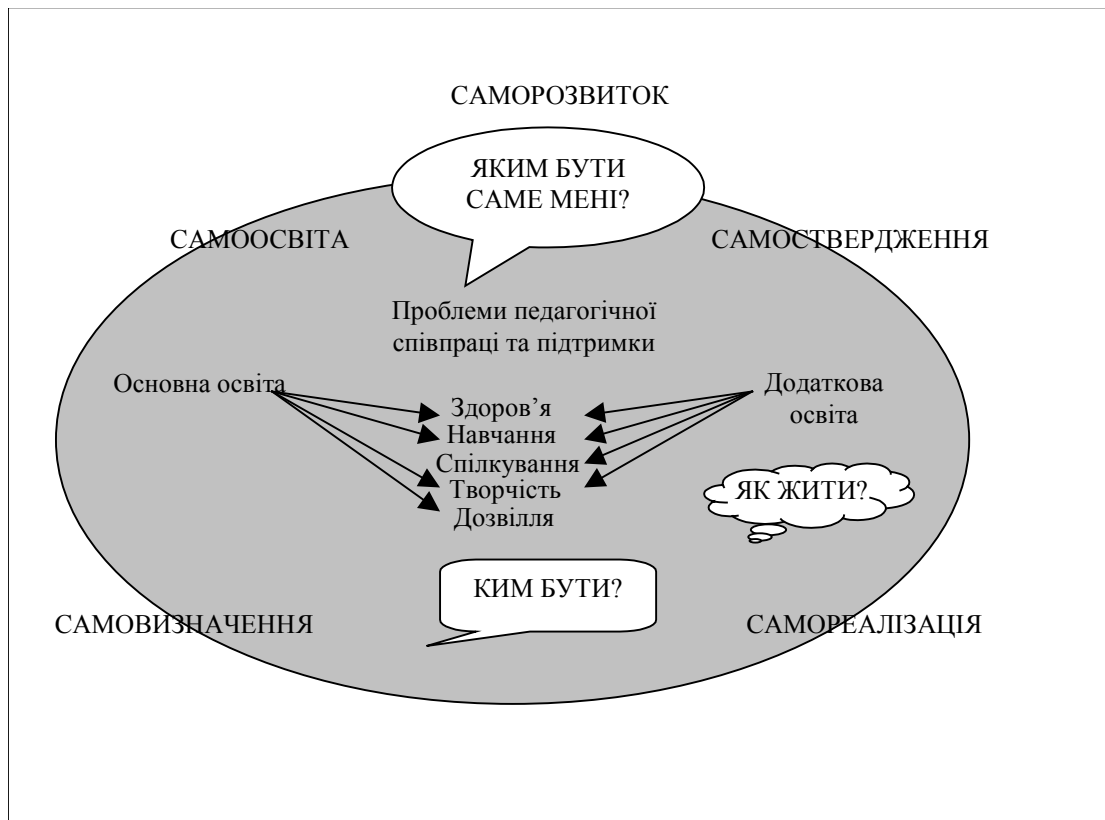 САМОРОЗВИТОК
ЯКИМ БУТИ
САМЕ МЕНІ?
САМООСВІТА
САМОСТВЕРДЖЕННЯ
Проблеми педагогічної
співпраці та підтримки
Основна освіта
Додаткова
освіта
Здоров’я
Навчання
Спілкування
Творчість
Дозвілля
ЯК ЖИТИ?
КИМ БУТИ?
САМОВИЗНАЧЕННЯ
САМОРЕАЛІЗАЦІЯ